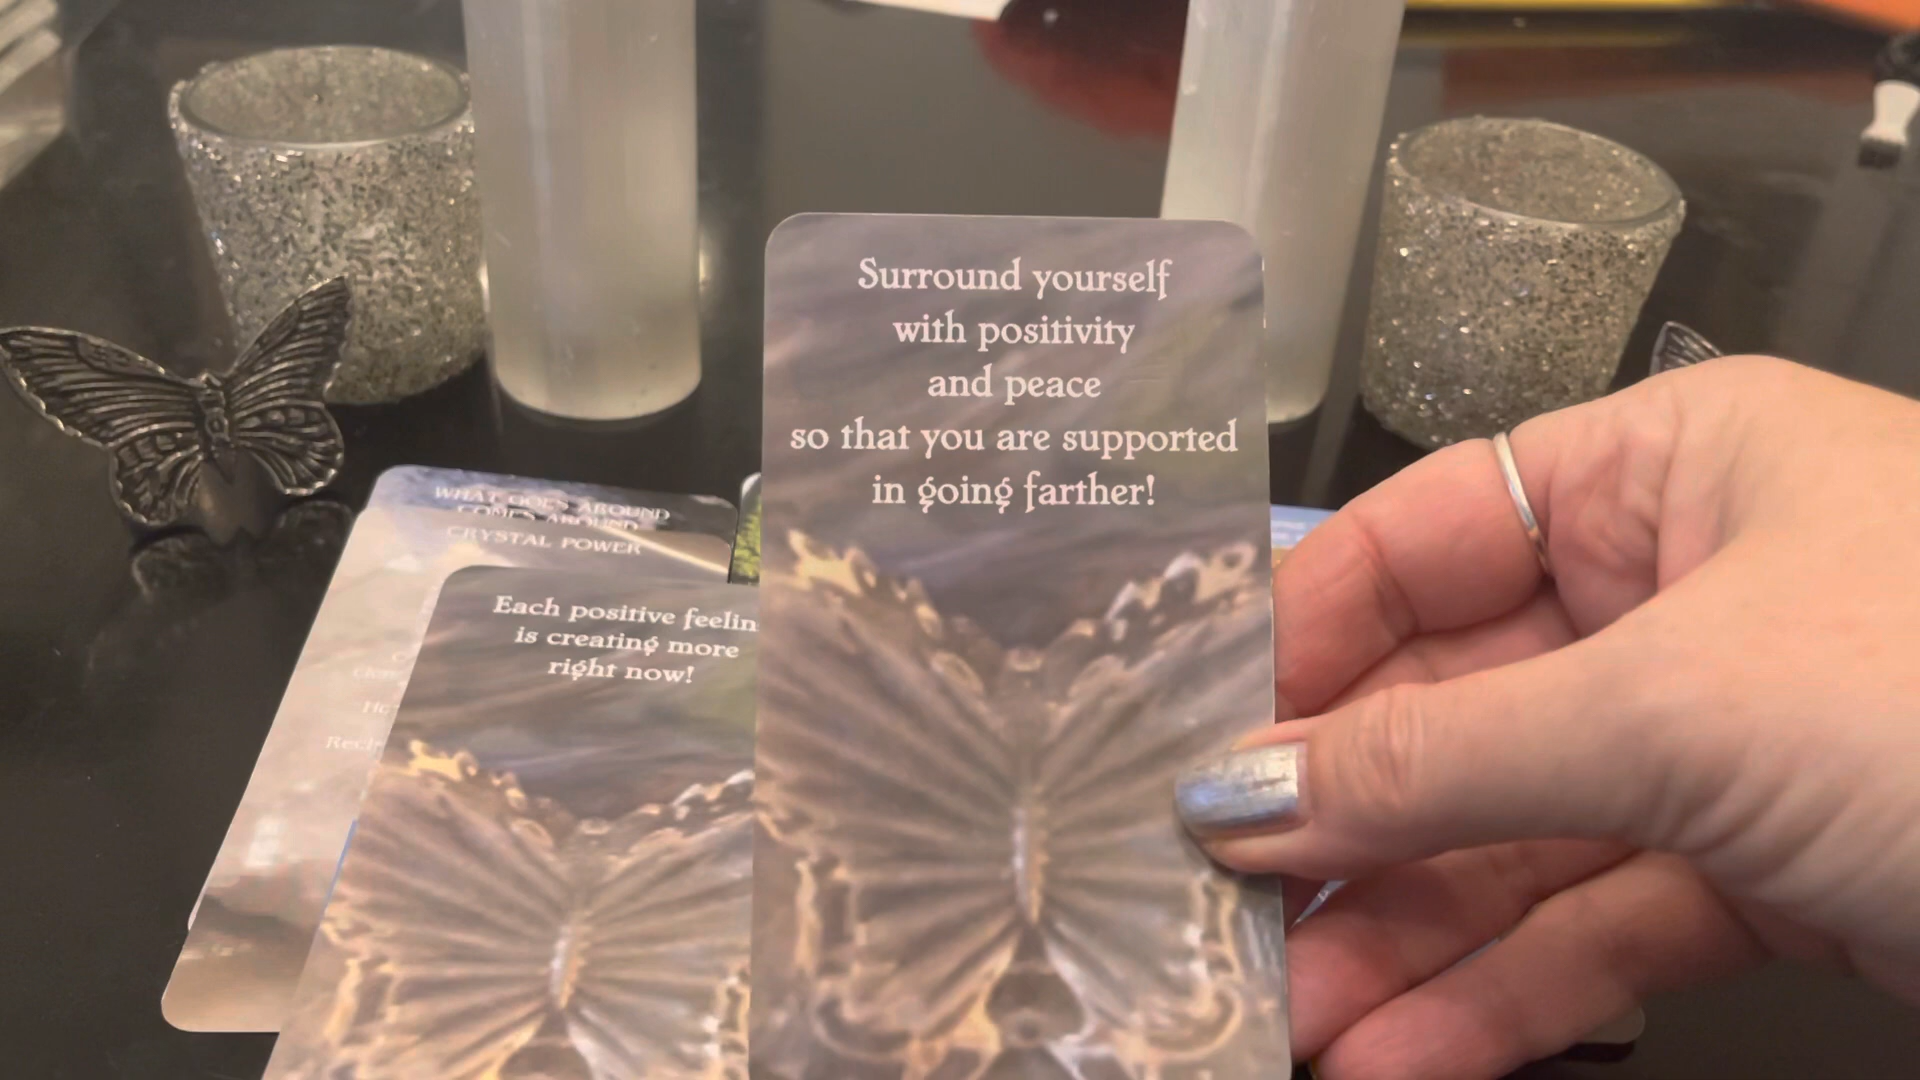 Surround yourself
with positivity
and peace
so that you are supported
in going farther!
WHAT GOES AROUND
COMES AROUND
CRYSTAL POWER
Each positive feelin
is creating more
right now!